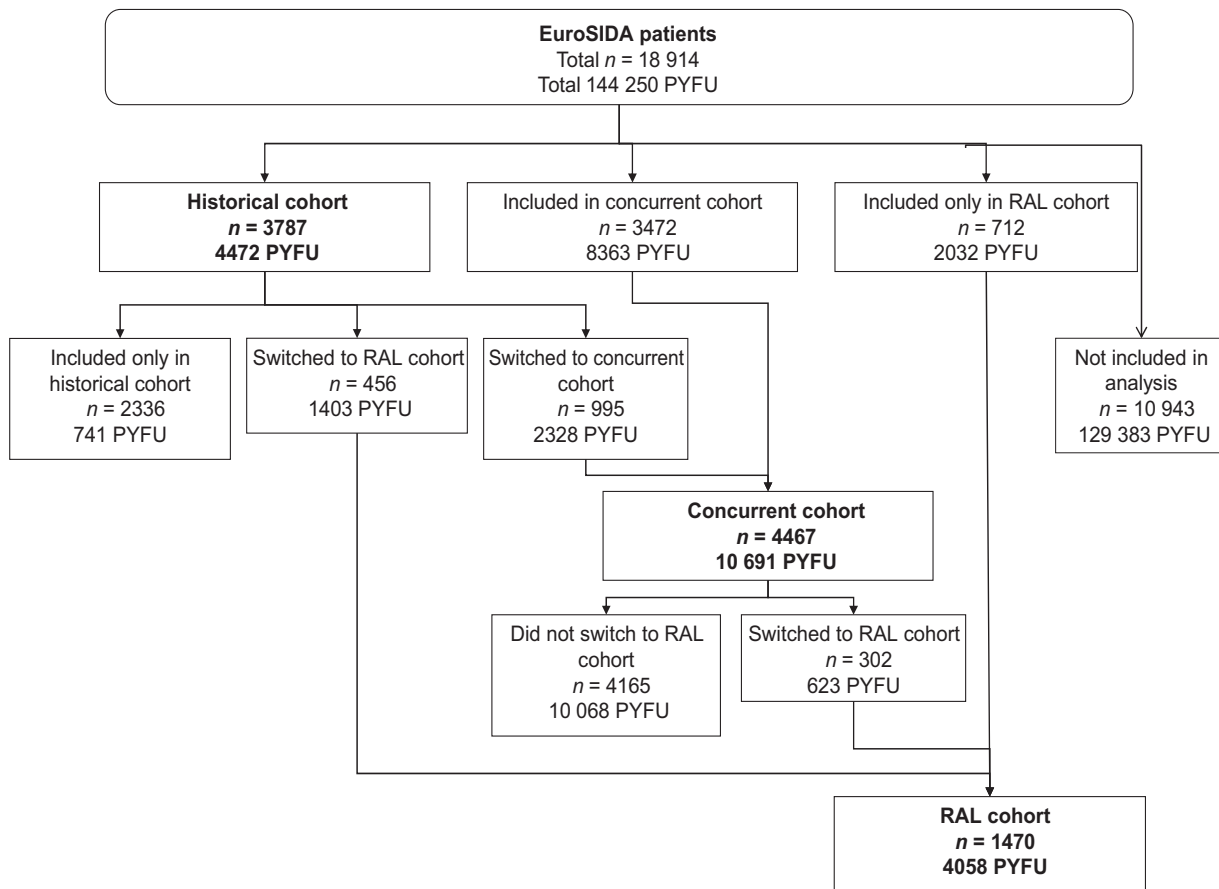 EuroSIDA patients
Total n = 18 914
Total 144 250 PYFU
Historical cohort
n = 3787
4472 PYFU
Included in concurrent cohort
n = 3472
8363 PYFU
Included only in RAL cohort
n = 712
2032 PYFU
Included only in
historical cohort
n = 2336
741 PYFU
Switched to RAL cohort
n = 456
1403 PYFU
Switched to concurrent
cohort
n = 995
2328 PYFU
Not included in
analysis
n = 10 943
129 383 PYFU
Concurrent cohort
n = 4467
10 691 PYFU
Did not switch to RAL
cohort
n = 4165
10 068 PYFU
Switched to RAL cohort
n = 302
623 PYFU
RAL cohort
n = 1470
4058 PYFU